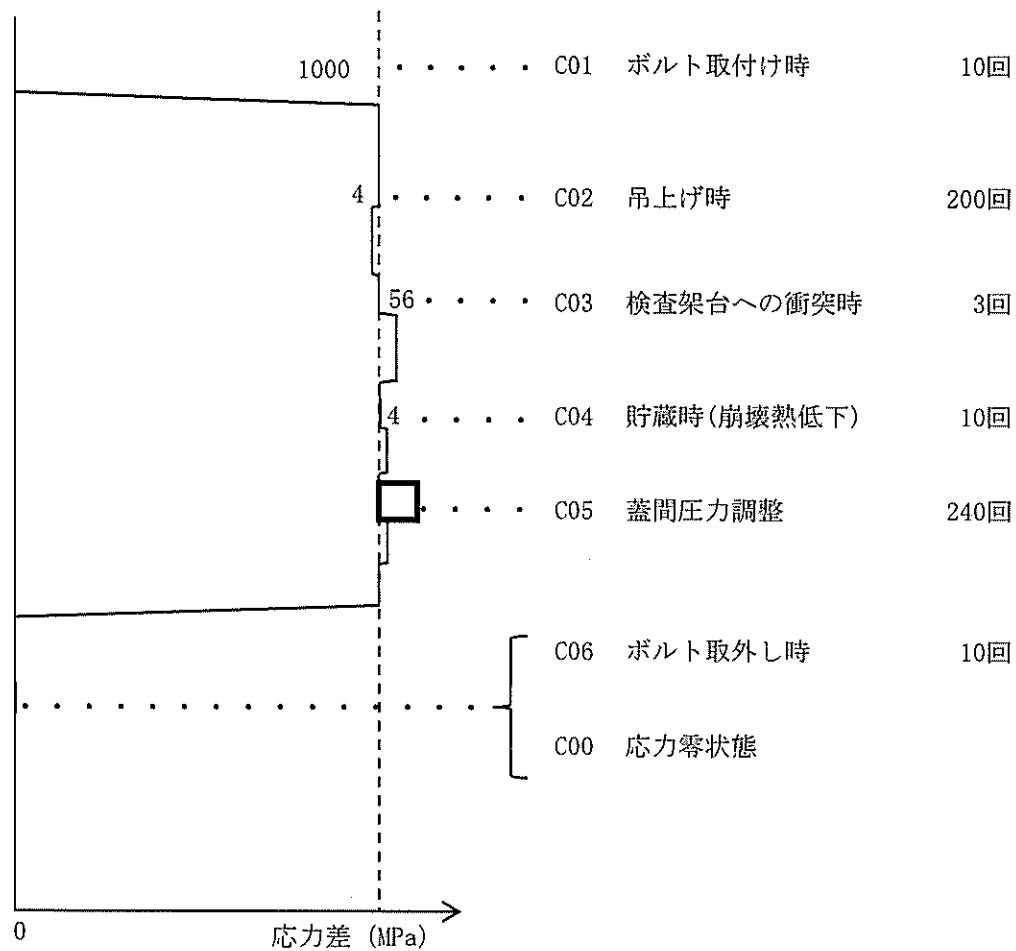 1000 ····· C01 ボルト取付け時 10回
4 ····· C02 吊上げ時 200回
56 ···· C03 検査架台への衝突時 3回
4 ···· C04 貯蔵時(崩壊熱低下) 10回
···· C05 蓋間圧力調整 240回
C06 ボルト取外し時 10回
C00 応力零状態
0 応力差 (MPa)